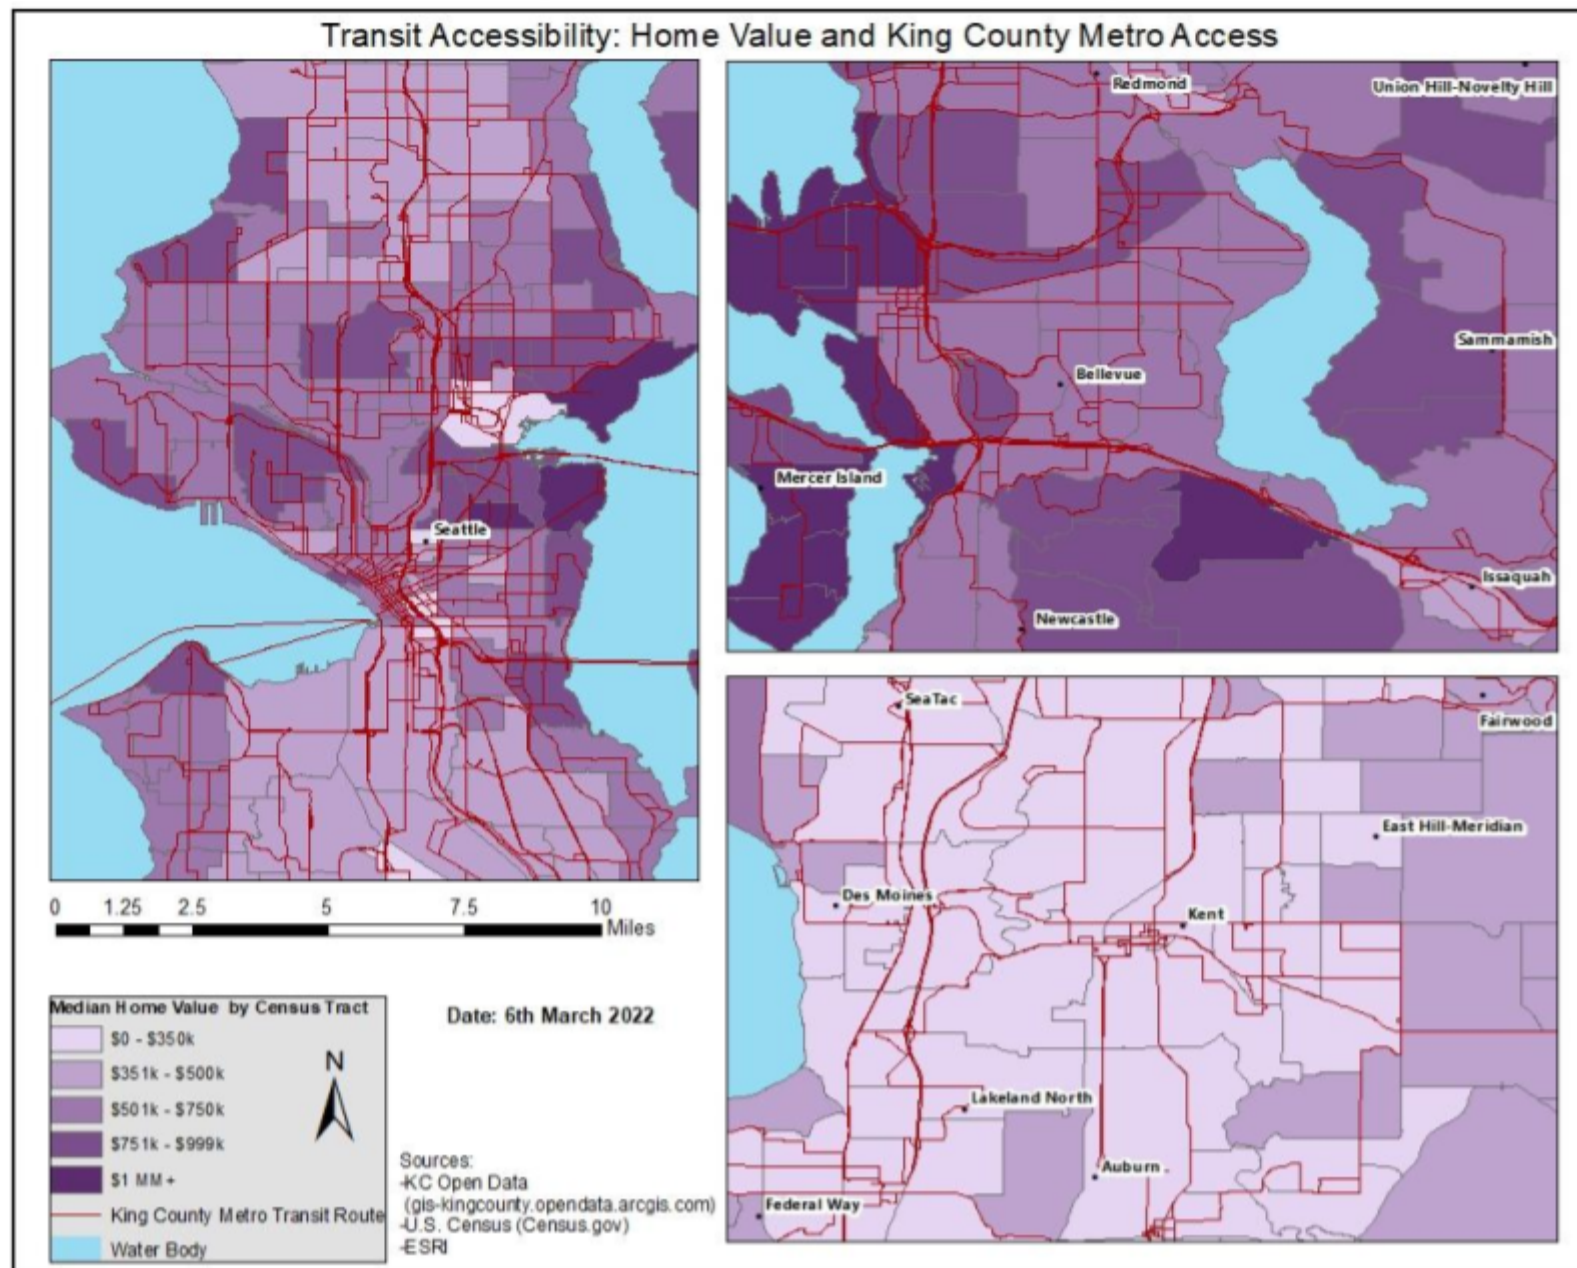 Transit Accessibility: Home Value and King County Metro Access
Seattle
Redmond
Union Hill-Novelty Hill
Sammamish
Bellevue
Mercer Island
Issaquah
Newcastle
SeaTac
Fairwood
East Hill-Meridian
Des Moines
Kent
Lakeland North
Auburn
Federal Way
0 1.25 2.5 5 7.5 10
Miles
Median Home Value by Census Tract
$0 - $350k
$351k - $500k
$501k - $750k
$751k - $999k
$1 MM +
King County Metro Transit Route
Water Body
N
Date: 6th March 2022
Sources:
-KC Open Data
(gis-kingcounty.opendata.arcgis.com)
-U.S. Census (Census.gov)
-ESRI